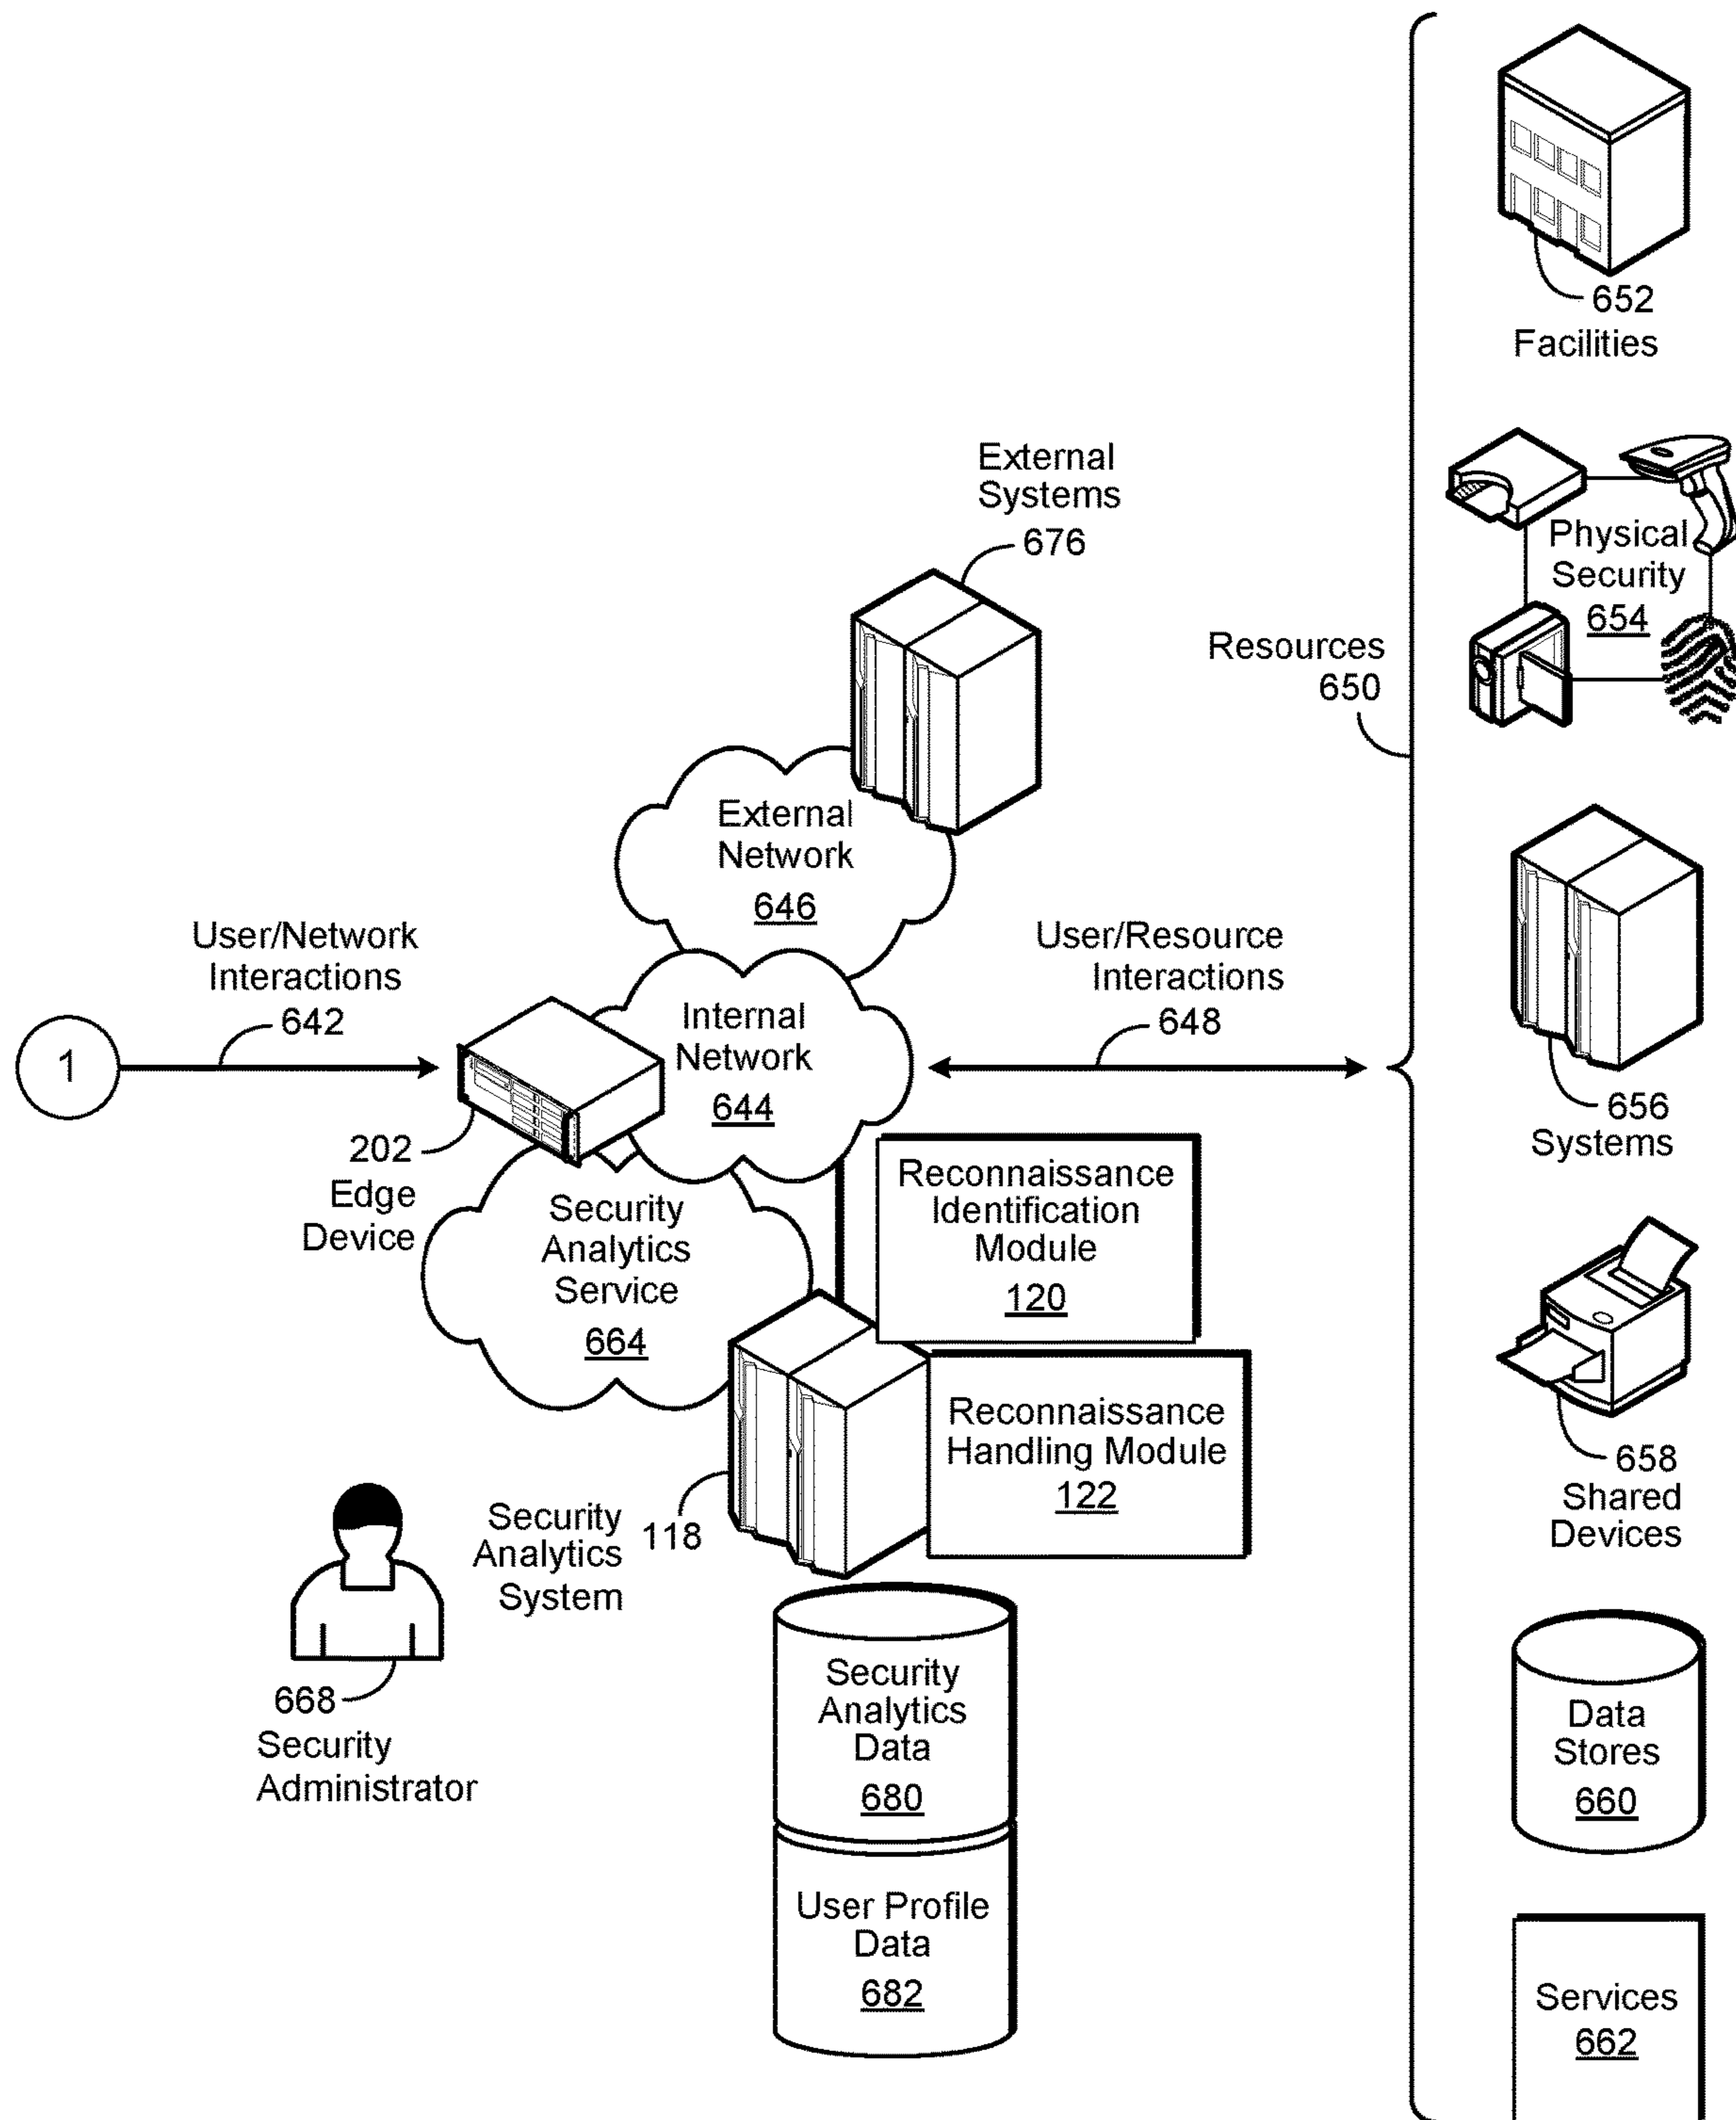 652
Facilities
External
Systems
676
Physical
Security
654
Resources
650
External
Network
646
User/Network
Interactions
642
User/Resource
Interactions
648
1
Internal
Network
644
656
Systems
202
Edge
Device
Security
Analytics
Service
664
Reconnaissance
Identification
Module
120
Reconnaissance
Handling Module
122
658
Shared
Devices
Security
Analytics
System
118
668
Security
Administrator
Security
Analytics
Data
680
Data
Stores
660
User Profile
Data
682
Services
662